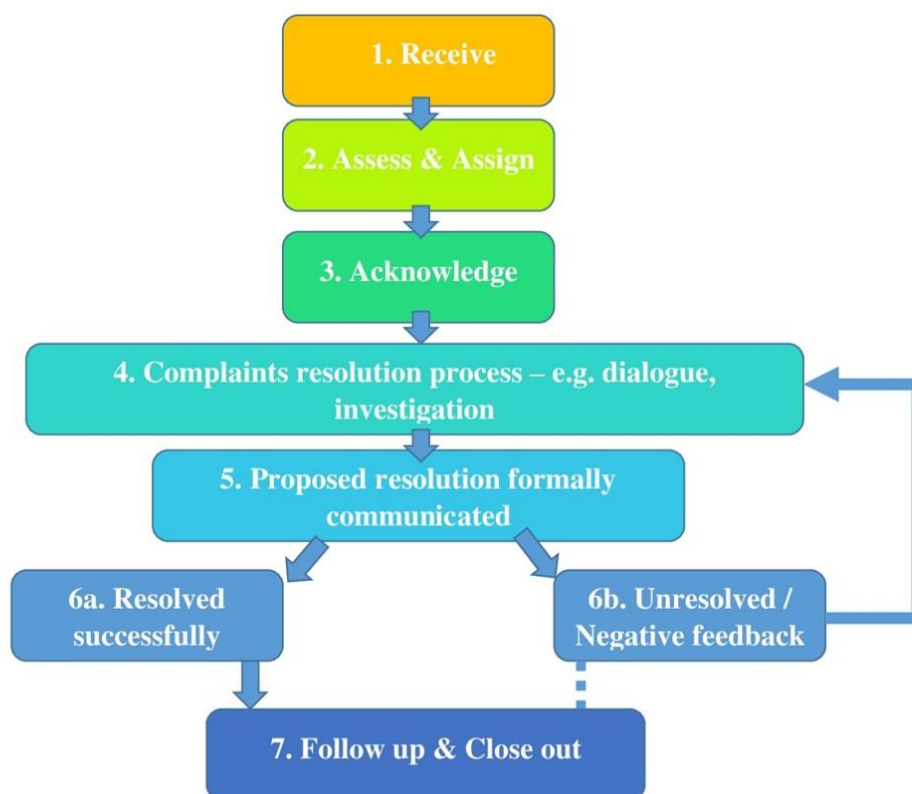 1. Receive
2. Assess & Assign
3. Acknowledge
4. Complaints resolution process – e.g. dialogue,
investigation
5. Proposed resolution formally
communicated
6a. Resolved
successfully
6b. Unresolved /
Negative feedback
7. Follow up & Close out